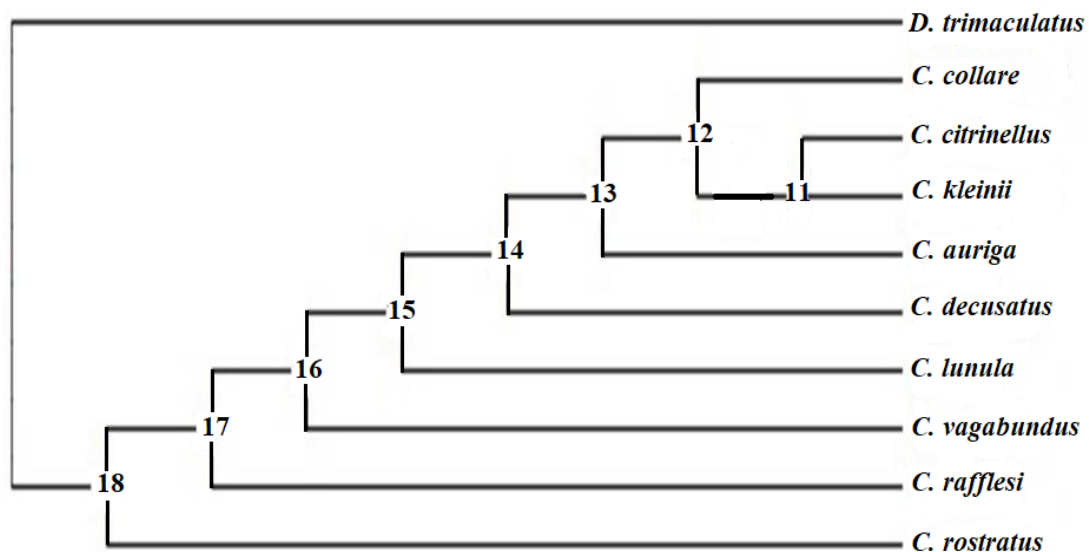 D. trimaculatus
C. collare
12
C. citrinellus
13
11
C. kleinii
14
C. auriga
15
C. decusatus
16
C. lunula
17
C. vagabundus
18
C. rafflesi
C. rostratus